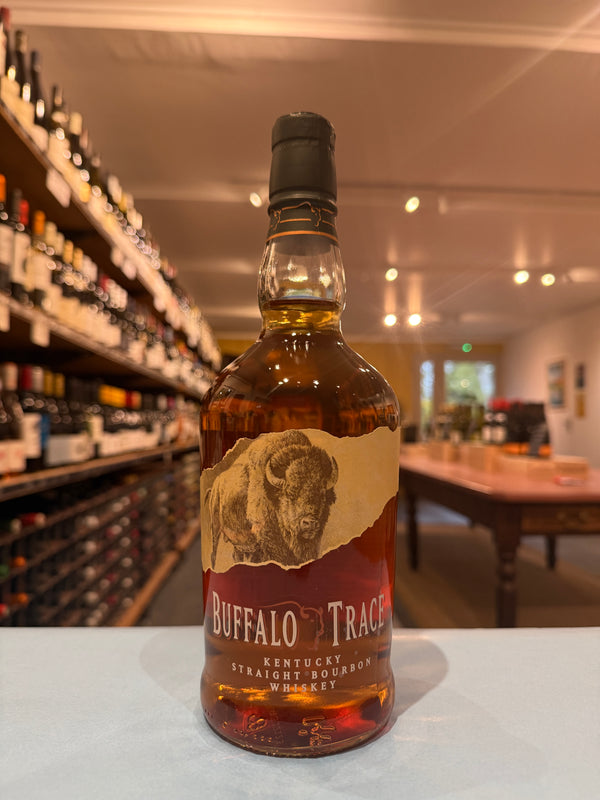 BUFFALO TRACE
KENTUCKY
STRAIGHT BOURBON
WHISKEY